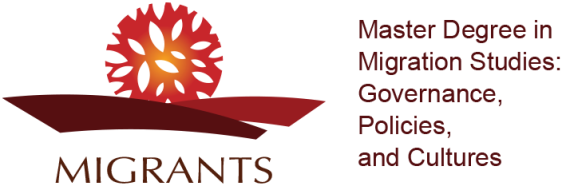 MIGRANTS
Master Degree in
Migration Studies:
Governance,
Policies,
and Cultures